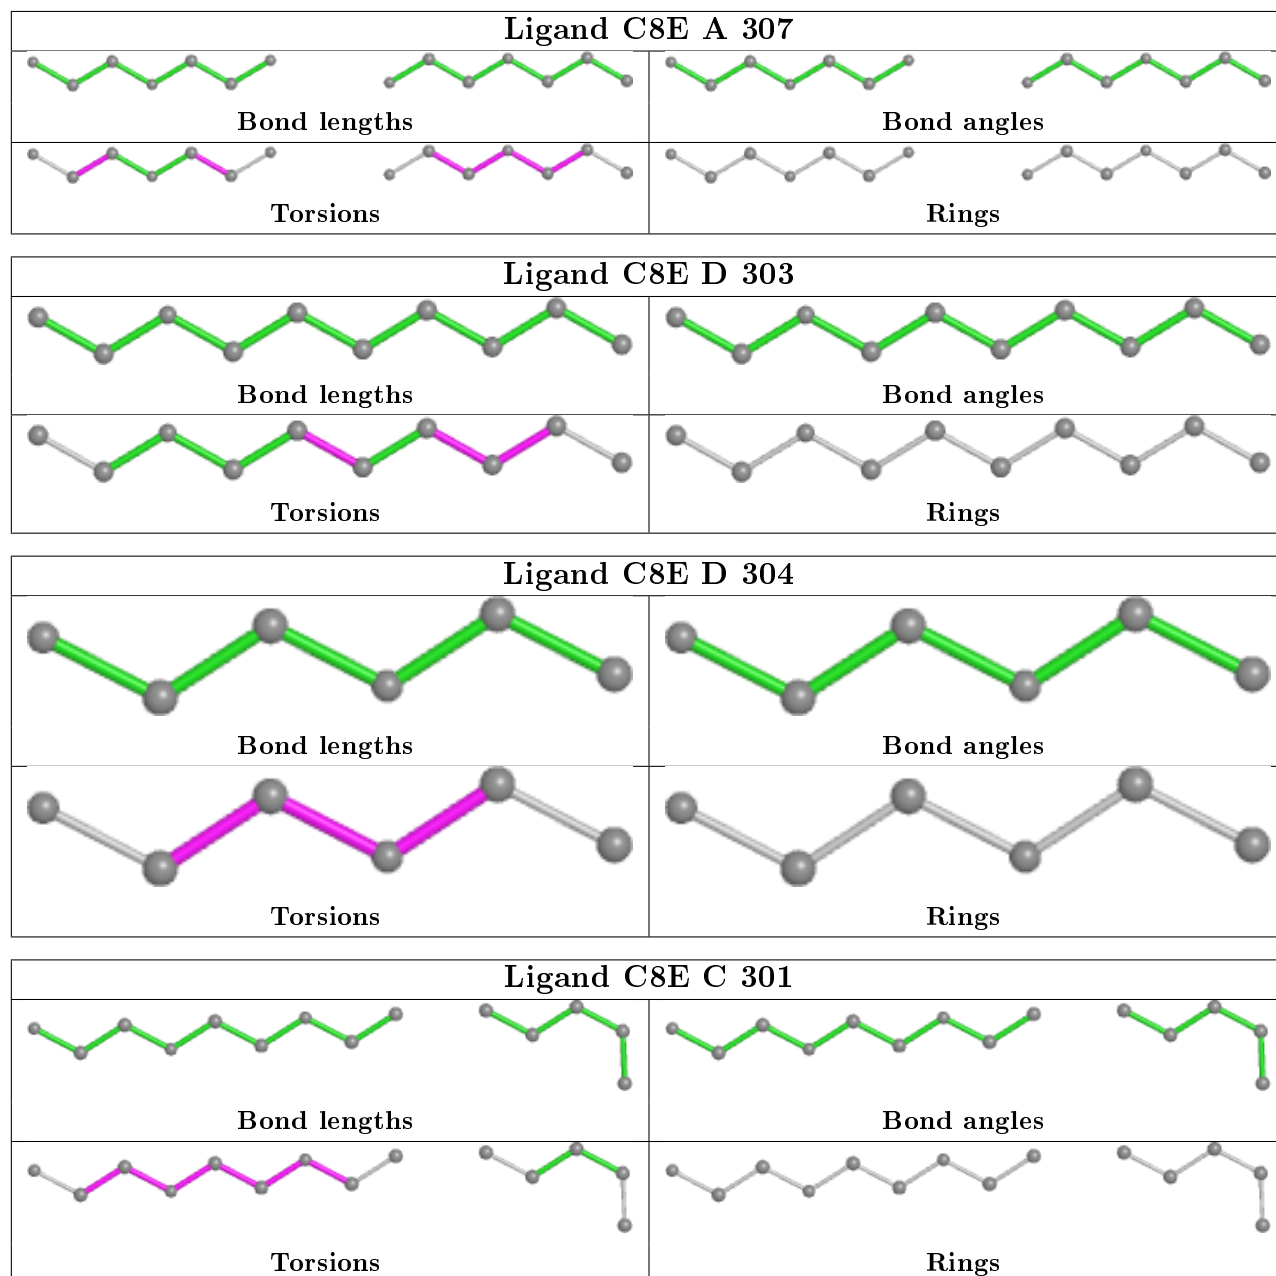 Ligand C8E A 307
Bond lengths Bond angles
Torsions Rings
Ligand C8E D 303
Bond lengths Bond angles
Torsions Rings
Ligand C8E D 304
Bond lengths Bond angles
Torsions Rings
Ligand C8E C 301
Bond lengths Bond angles
Torsions Rings